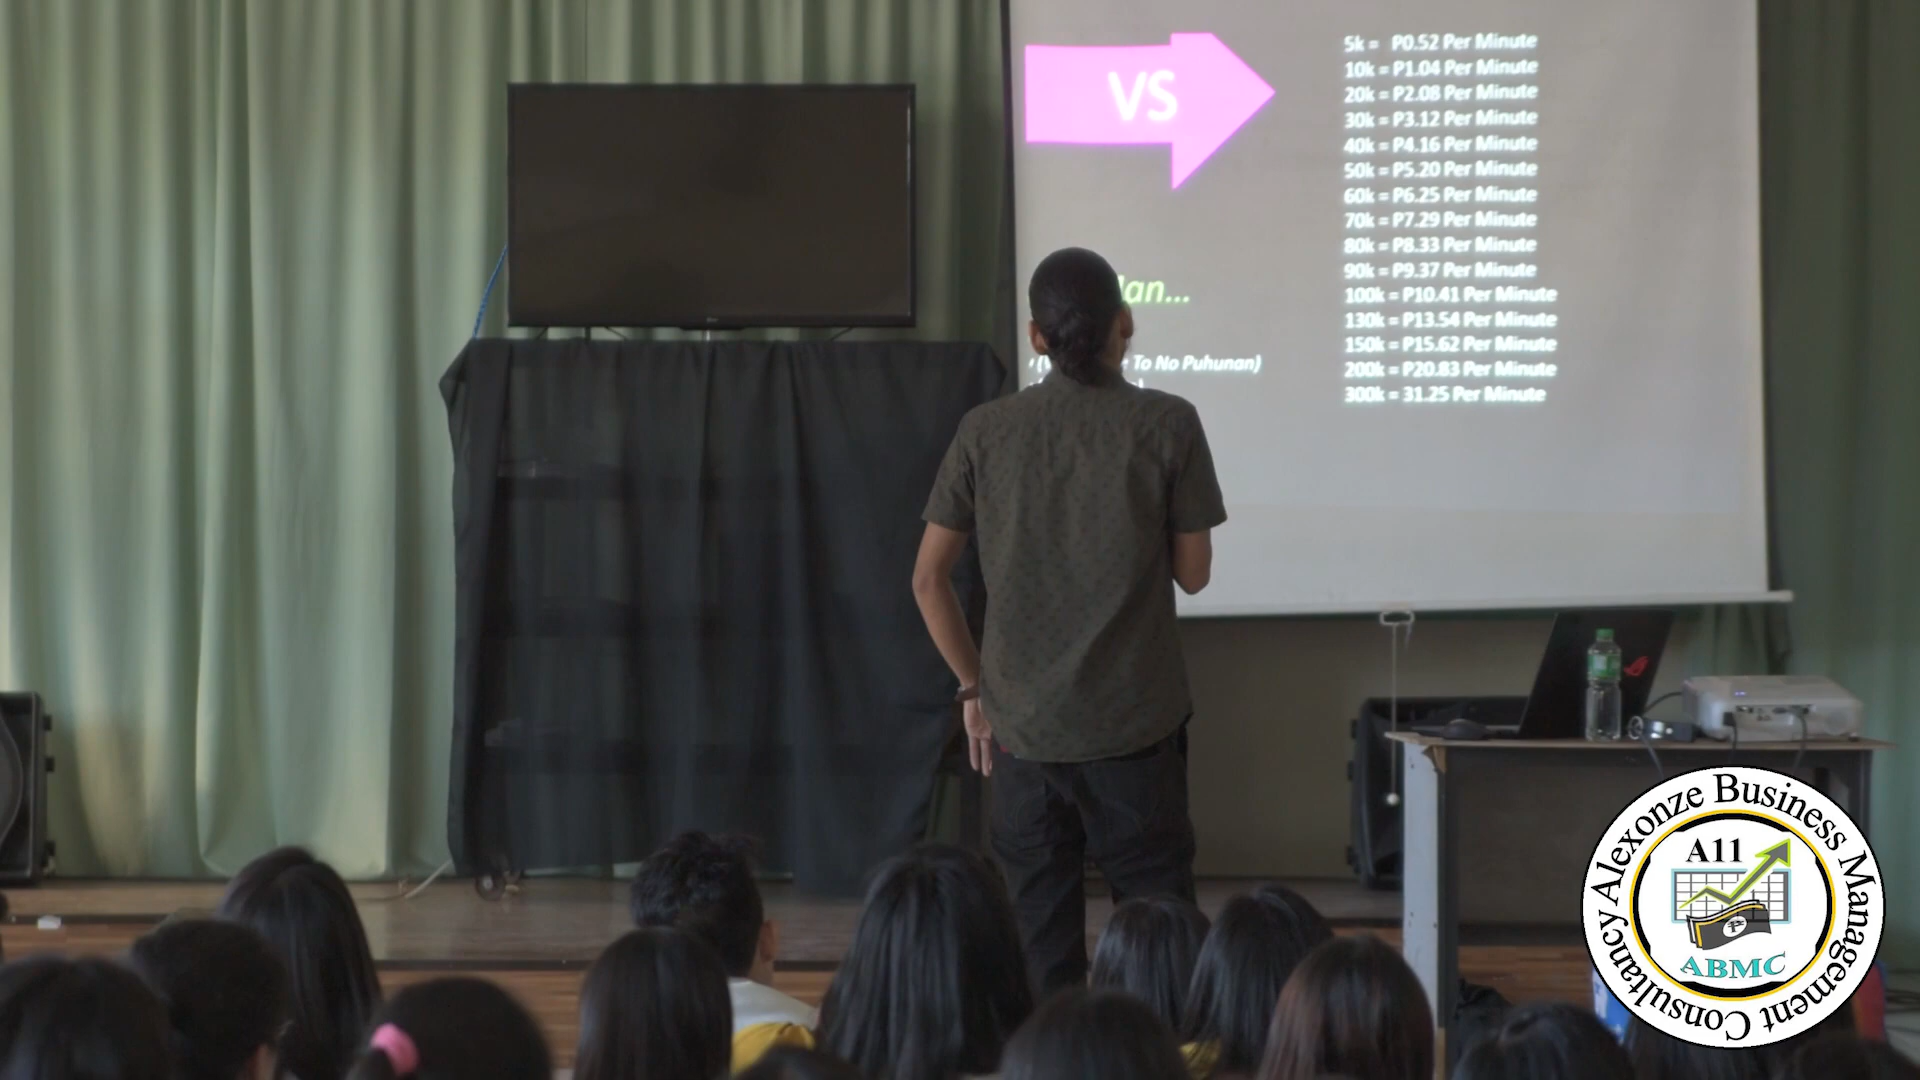 VS
5k = P0.52 Per Minute
10k = P1.04 Per Minute
20k = P2.08 Per Minute
30k = P3.12 Per Minute
40k = P4.16 Per Minute
50k = P5.20 Per Minute
60k = P6.25 Per Minute
70k = P7.29 Per Minute
80k = P8.33 Per Minute
90k = P9.37 Per Minute
100k = P10.41 Per Minute
130k = P13.54 Per Minute
150k = P15.62 Per Minute
200k = P20.83 Per Minute
300k = 31.25 Per Minute
To No Puhunan)
Alexonze Business Management Consultancy
A11
ABMC